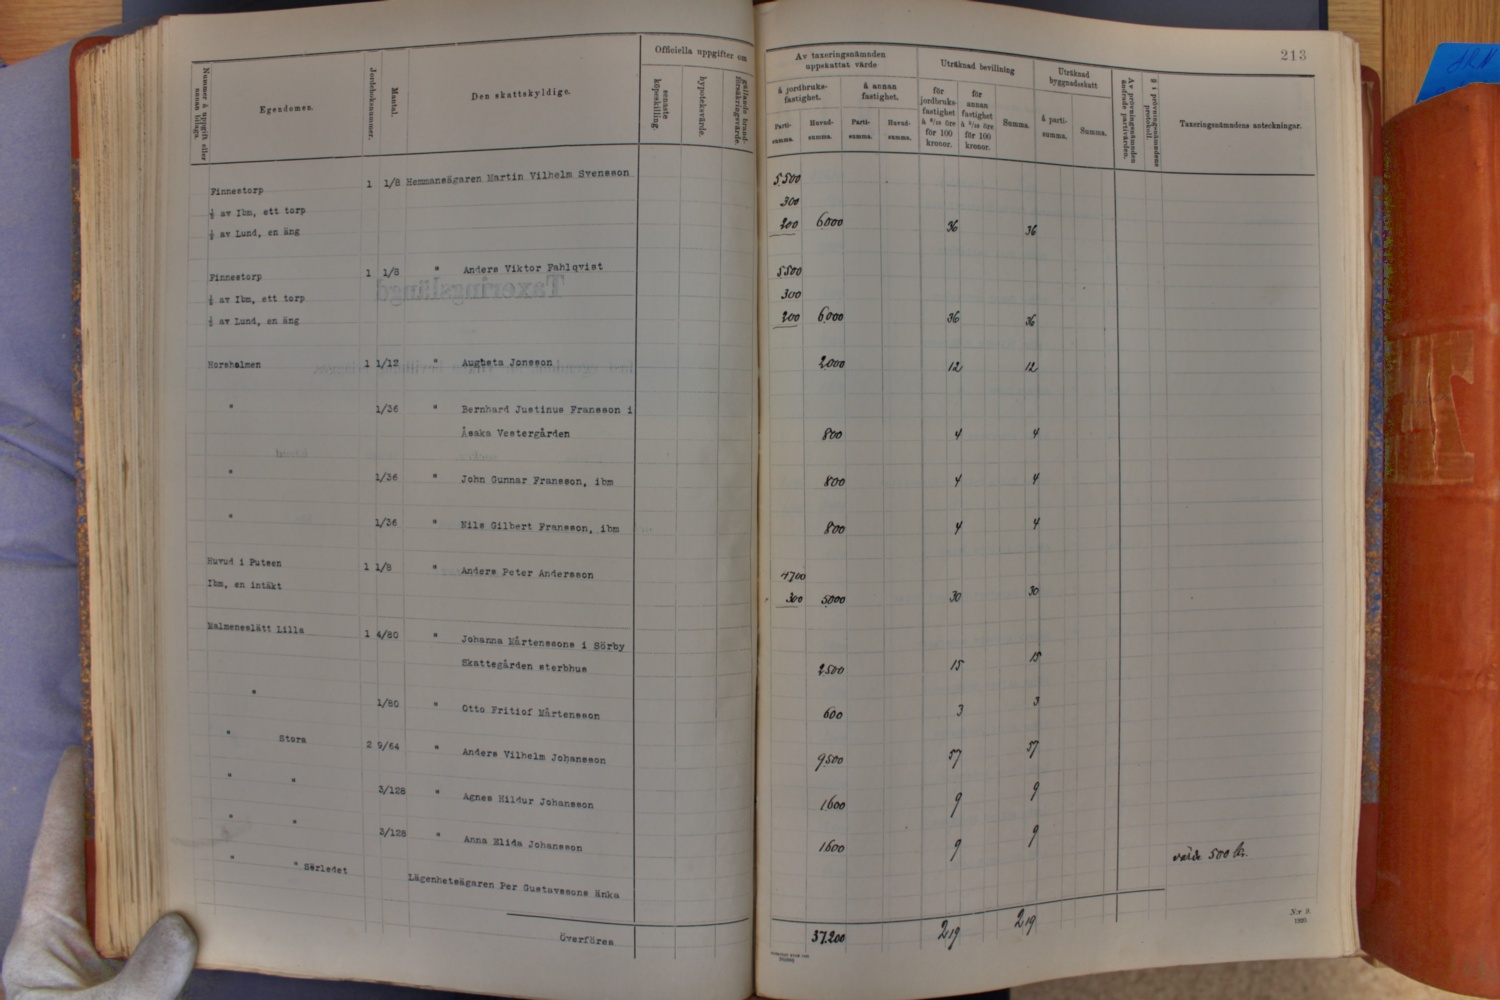 213
Officiella uppgifter om
Av taxeringsnämnden uppskattat värde
Uträknad bevillning
Uträknad byggnadsskatt
Nummer å uppgift eller annan bilaga.
Egendomen.
Jordeboksnummer.
Mantal.
Den skattskyldige.
senaste köpeskilling.
hypoteksvärde.
gällande brandförsäkringsvärde.
å jordbruksfastighet.
å annan fastighet.
Partisumma.
Huvudsumma.
Partisumma.
Huvudsumma.
för jordbruksfastighet å 6/10 öre för 100 kronor.
för annan fastighet å 5/10 öre för 100 kronor.
Summa.
å partisumma.
Summa.
Av prövningsnämnden ändrade partivärden.
§ i prövningsnämndens protokoll.
Taxeringsnämndens anteckningar.
Finnestorp 1 1/8 Hemmansägaren Martin Vilhelm Svensson 5.500
½ av Ibm, ett torp 300
½ av Lund, en äng 200 6000 36 36
Finnestorp 1 1/8 " Anders Viktor Fahlqvist 5500
½ av Ibm, ett torp 300
½ av Lund, en äng 200 6000 36 36
Horsholmen 1 1/12 " Augusta Jonsson 2000 12 12
" 1/36 " Bernhard Justinus Fransson i
Åsaka Vestergården 800 4 4
" 1/36 " John Gunnar Fransson, ibm 800 4 4
" 1/36 " Nils Gilbert Fransson, ibm 800 4 4
Huvud i Putsen 1 1/8 " Anders Peter Andersson 4700
Ibm, en intäkt 300 5000 30 30
Malmeneslätt Lilla 1 4/80 " Johanna Mårtenssons i Sörby
Skattegården sterbhus 2500 15 15
" 1/80 " Otto Fritiof Mårtensson 600 3 3
" Stora 2 9/64 " Anders Vilhelm Johansson 9500 57 57
" " 3/128 " Agnes Hildur Johansson 1600 9 9
" " 3/128 " Anna Elida Johansson 1600 9 9
" " Sörledet Lägenhetsägaren Per Gustavssons änka värde 500 kr.
Överföres 37.200 219 219
N:r 9.
1920.
Taxeringslängd